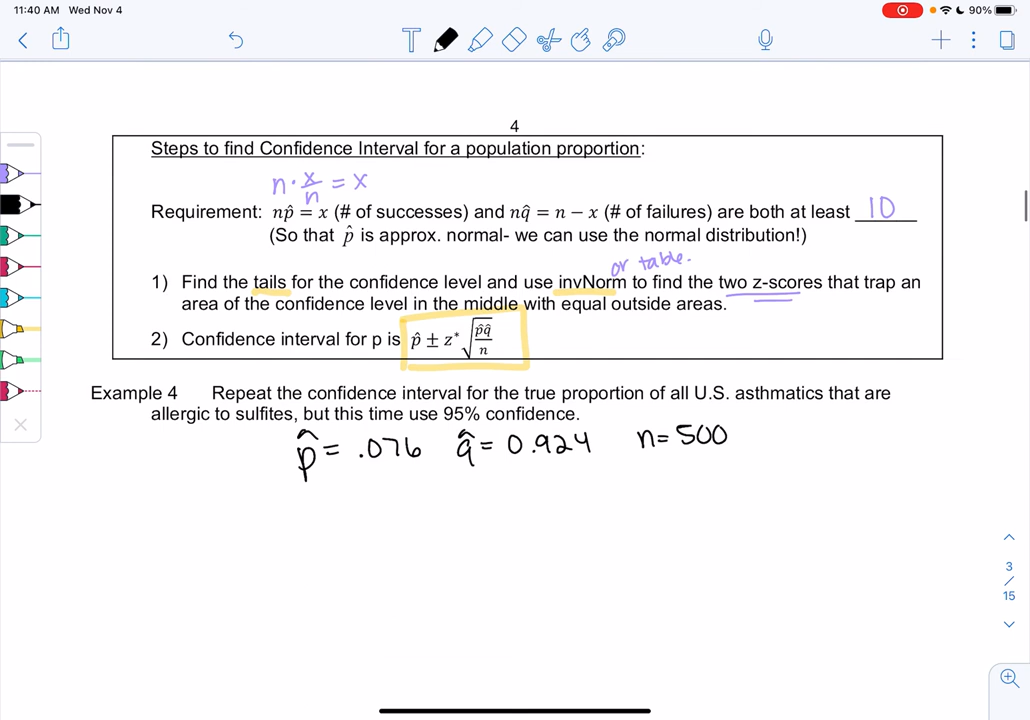 11:40 AM Wed Nov 4
90%
4
Steps to find Confidence Interval for a population proportion:
n · x/n = x
Requirement: np̂ = x (# of successes) and nq̂ = n − x (# of failures) are both at least 10
(So that p̂ is approx. normal- we can use the normal distribution!)
or table.
1) Find the tails for the confidence level and use invNorm to find the two z-scores that trap an
area of the confidence level in the middle with equal outside areas.
2) Confidence interval for p is p̂ ± z* √(p̂q̂/n)
Example 4 Repeat the confidence interval for the true proportion of all U.S. asthmatics that are
allergic to sulfites, but this time use 95% confidence.
p̂ = .076 q̂ = 0.924 n = 500
3
/
15